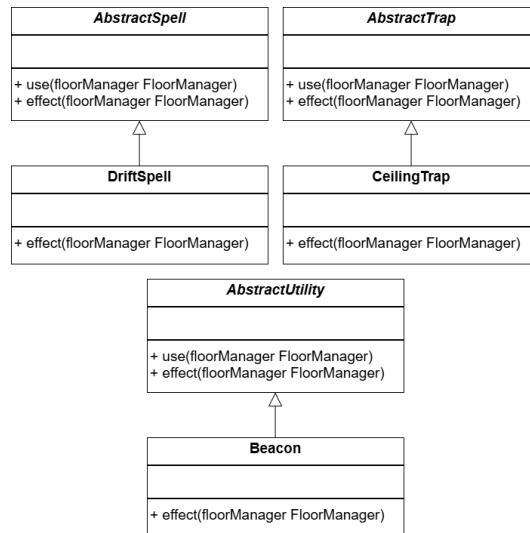 AbstractSpell
+ use(floorManager FloorManager)
+ effect(floorManager FloorManager)
DriftSpell
+ effect(floorManager FloorManager)
AbstractTrap
+ use(floorManager FloorManager)
+ effect(floorManager FloorManager)
CeilingTrap
+ effect(floorManager FloorManager)
AbstractUtility
+ use(floorManager FloorManager)
+ effect(floorManager FloorManager)
Beacon
+ effect(floorManager FloorManager)